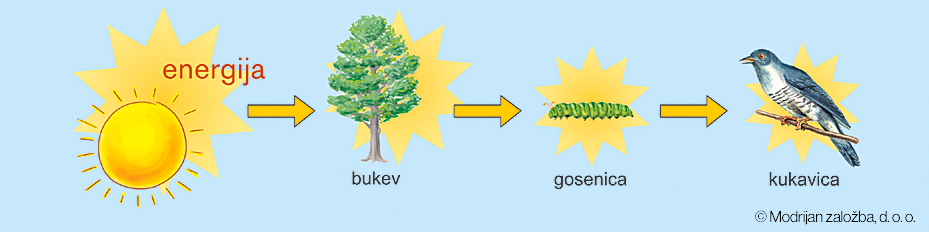 energija
bukev
gosenica
kukavica
© Modrijan založba, d. o. o.